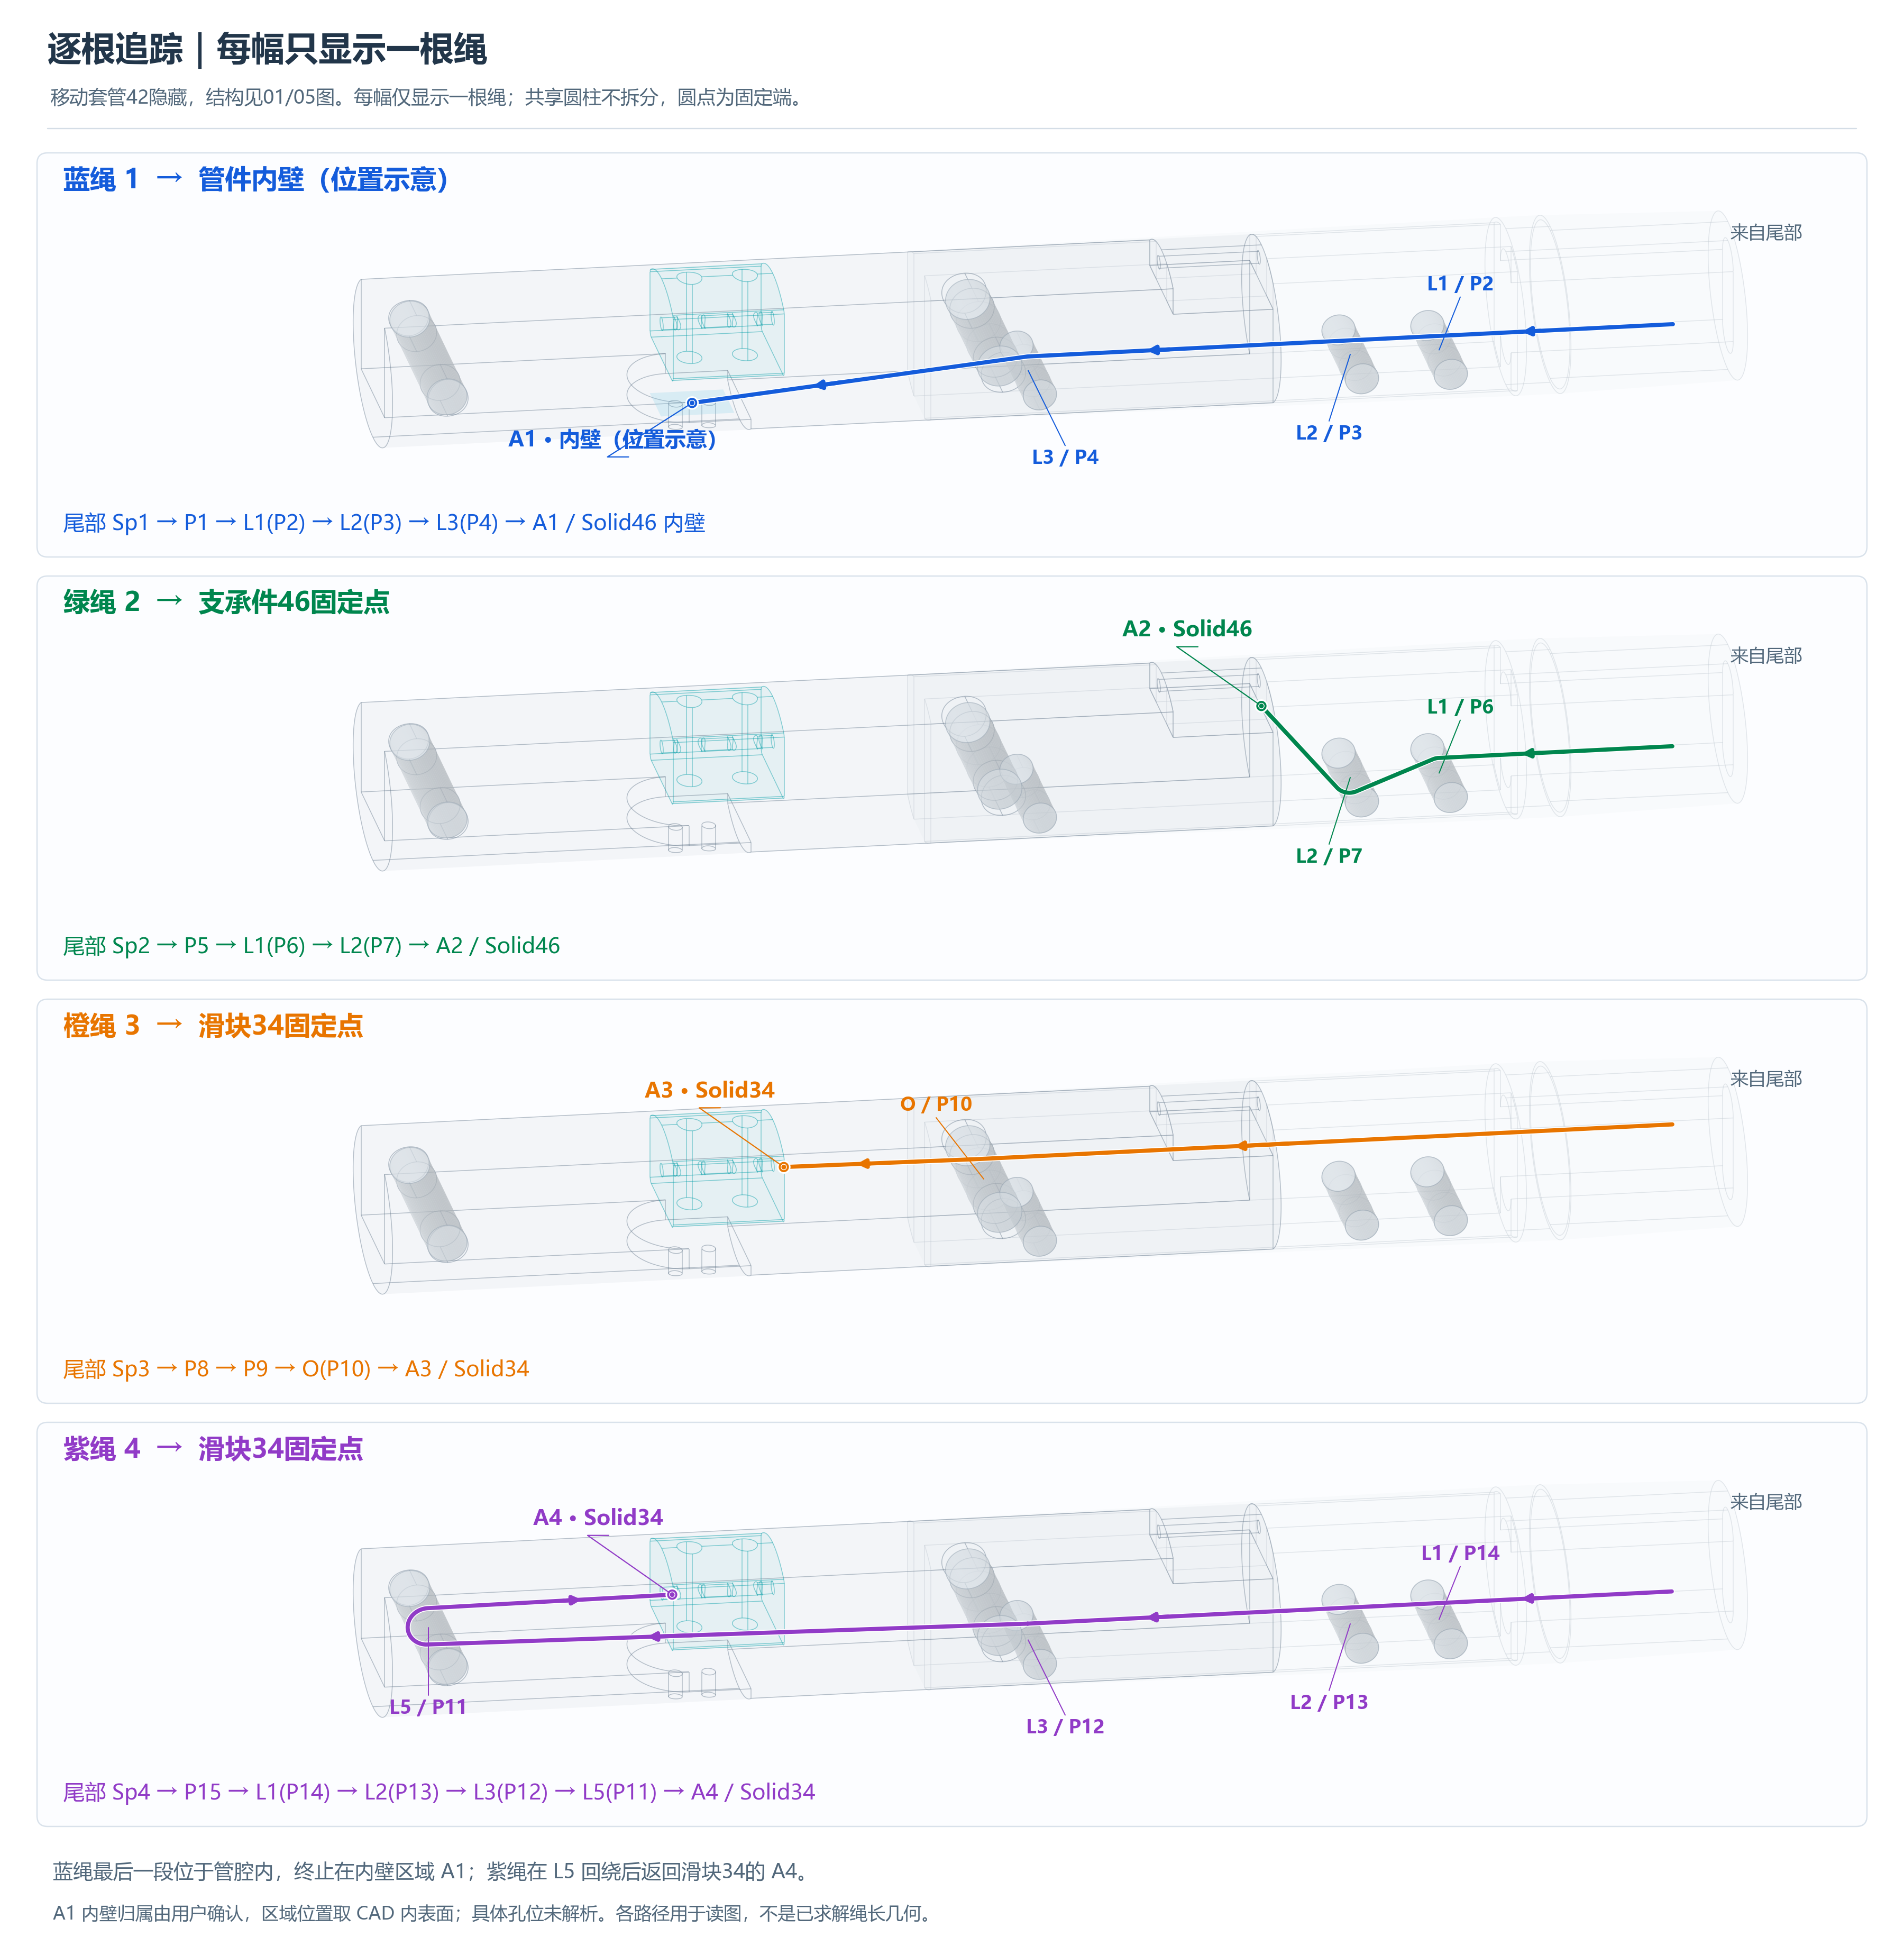 逐根追踪｜每幅只显示一根绳
移动套管42隐藏，结构见01/05图。每幅仅显示一根绳；共享圆柱不拆分，圆点为固定端。
蓝绳 1 → 管件内壁（位置示意）
来自尾部
L1 / P2
L2 / P3
A1 • 内壁（位置示意）
L3 / P4
尾部 Sp1 → P1 → L1(P2) → L2(P3) → L3(P4) → A1 / Solid46 内壁
绿绳 2 → 支承件46固定点
A2 • Solid46
来自尾部
L1 / P6
L2 / P7
尾部 Sp2 → P5 → L1(P6) → L2(P7) → A2 / Solid46
橙绳 3 → 滑块34固定点
来自尾部
A3 • Solid34
O / P10
尾部 Sp3 → P8 → P9 → O(P10) → A3 / Solid34
紫绳 4 → 滑块34固定点
来自尾部
A4 • Solid34
L1 / P14
L2 / P13
L5 / P11
L3 / P12
尾部 Sp4 → P15 → L1(P14) → L2(P13) → L3(P12) → L5(P11) → A4 / Solid34
蓝绳最后一段位于管腔内，终止在内壁区域 A1；紫绳在 L5 回绕后返回滑块34的 A4。
A1 内壁归属由用户确认，区域位置取 CAD 内表面；具体孔位未解析。各路径用于读图，不是已求解绳长几何。